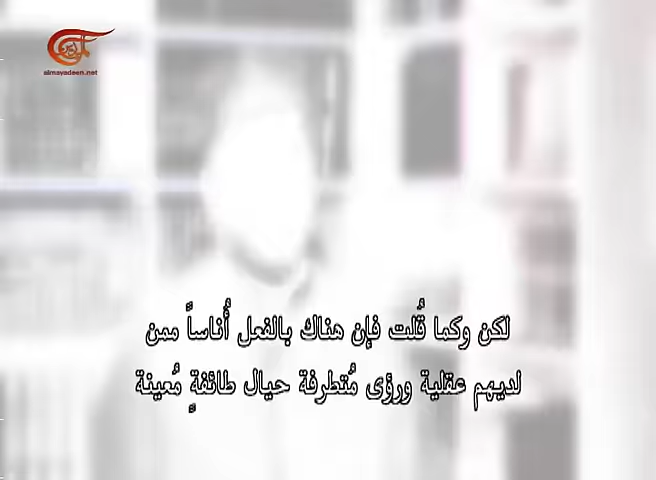 almayadeen.net
لكن وكما قُلت فإن هناك بالفعل أُناساً ممن
لديهم عقلية ورؤى مُتطرفة حيال طائفةٍ مُعينة